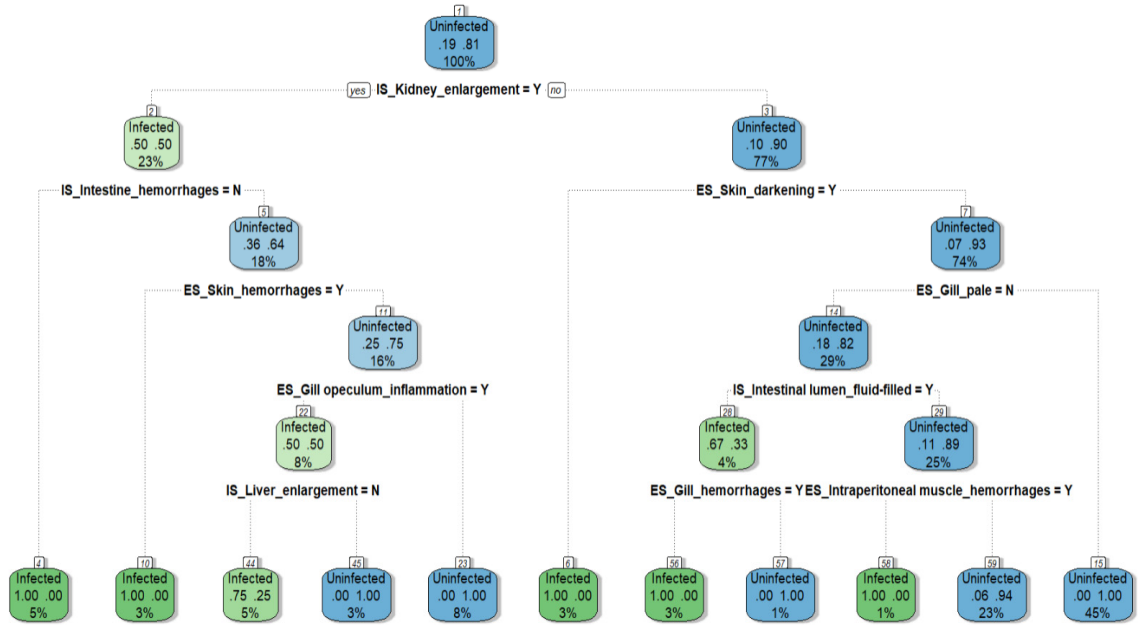 1
Uninfected
.19 .81
100%
yes IS_Kidney_enlargement = Y no
2
Infected
.50 .50
23%
3
Uninfected
.10 .90
77%
IS_Intestine_hemorrhages = N
ES_Skin_darkening = Y
5
Uninfected
.36 .64
18%
7
Uninfected
.07 .93
74%
ES_Skin_hemorrhages = Y
ES_Gill_pale = N
11
Uninfected
.25 .75
16%
14
Uninfected
.18 .82
29%
ES_Gill opeculum_inflammation = Y
IS_Intestinal lumen_fluid-filled = Y
22
Infected
.50 .50
8%
28
Infected
.67 .33
4%
29
Uninfected
.11 .89
25%
IS_Liver_enlargement = N
ES_Gill_hemorrhages = Y
ES_Intraperitoneal muscle_hemorrhages = Y
4
Infected
1.00 .00
5%
10
Infected
1.00 .00
3%
44
Infected
.75 .25
5%
45
Uninfected
.00 1.00
3%
23
Uninfected
.00 1.00
8%
6
Infected
1.00 .00
3%
56
Infected
1.00 .00
3%
57
Uninfected
.00 1.00
1%
58
Infected
1.00 .00
1%
59
Uninfected
.06 .94
23%
15
Uninfected
.00 1.00
45%